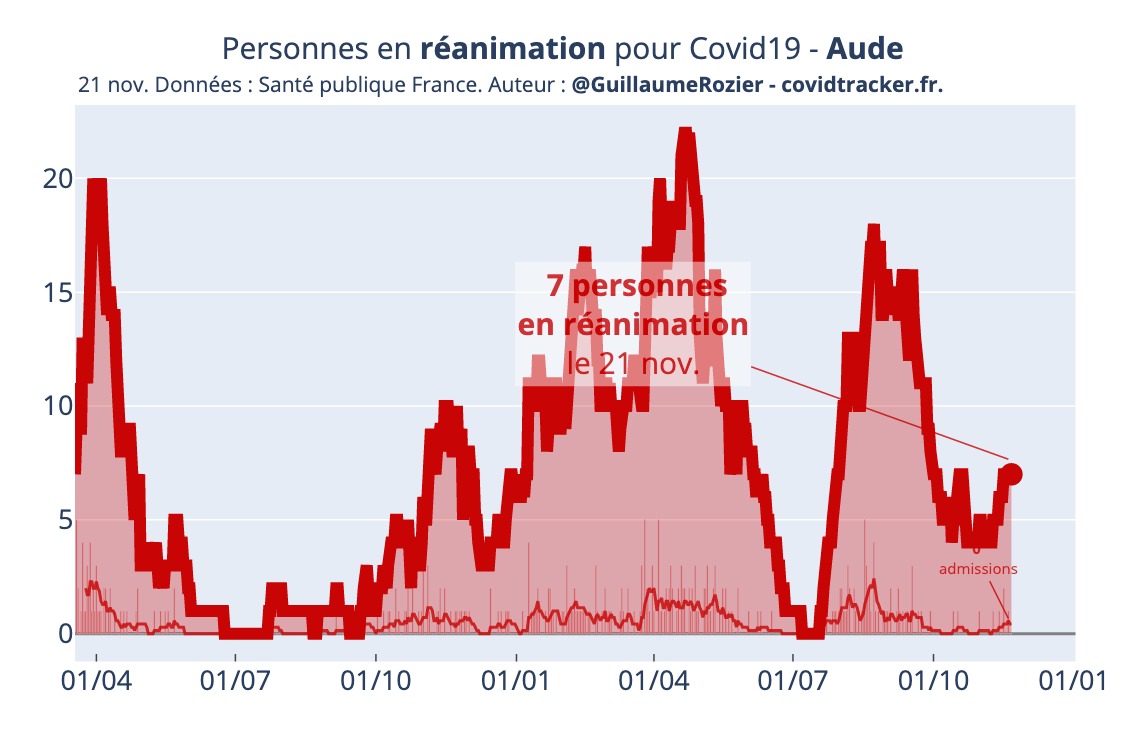 Personnes en réanimation pour Covid19 - Aude
21 nov. Données : Santé publique France. Auteur : @GuillaumeRozier - covidtracker.fr.
20
15
10
5
0
7 personnes
en réanimation
le 21 nov.
admissions
01/04
01/07
01/10
01/01
01/04
01/07
01/10
01/01